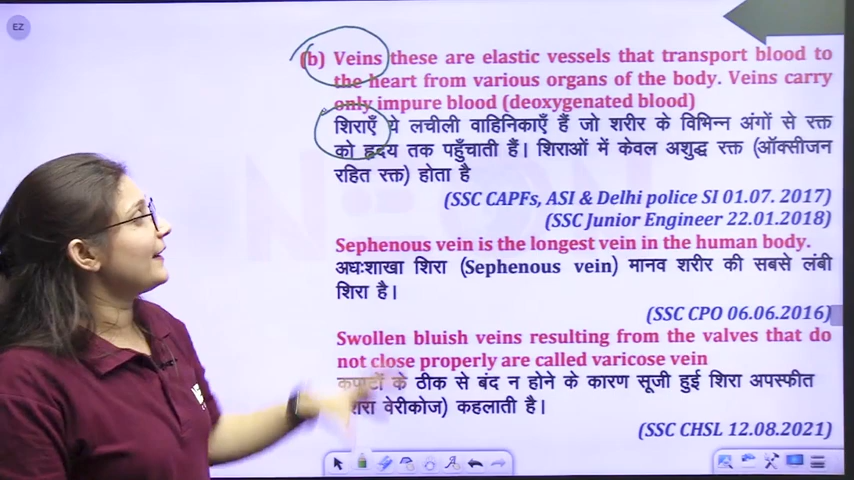 EZ
(b) Veins these are elastic vessels that transport blood to
the heart from various organs of the body. Veins carry
only impure blood (deoxygenated blood)
शिराएँ ये लचीली वाहिनिकाएँ हैं जो शरीर के विभिन्न अंगों से रक्त
को हृदय तक पहुँचाती हैं। शिराओं में केवल अशुद्ध रक्त (ऑक्सीजन
रहित रक्त) होता है
(SSC CAPFs, ASI & Delhi police SI 01.07. 2017)
(SSC Junior Engineer 22.01.2018)
Sephenous vein is the longest vein in the human body.
अधःशाखा शिरा (Sephenous vein) मानव शरीर की सबसे लंबी
शिरा है।
(SSC CPO 06.06.2016)
Swollen bluish veins resulting from the valves that do
not close properly are called varicose vein
कपाटों के ठीक से बंद न होने के कारण सूजी हुई शिरा अपस्फीत
शिरा वेरीकोज) कहलाती है।
(SSC CHSL 12.08.2021)